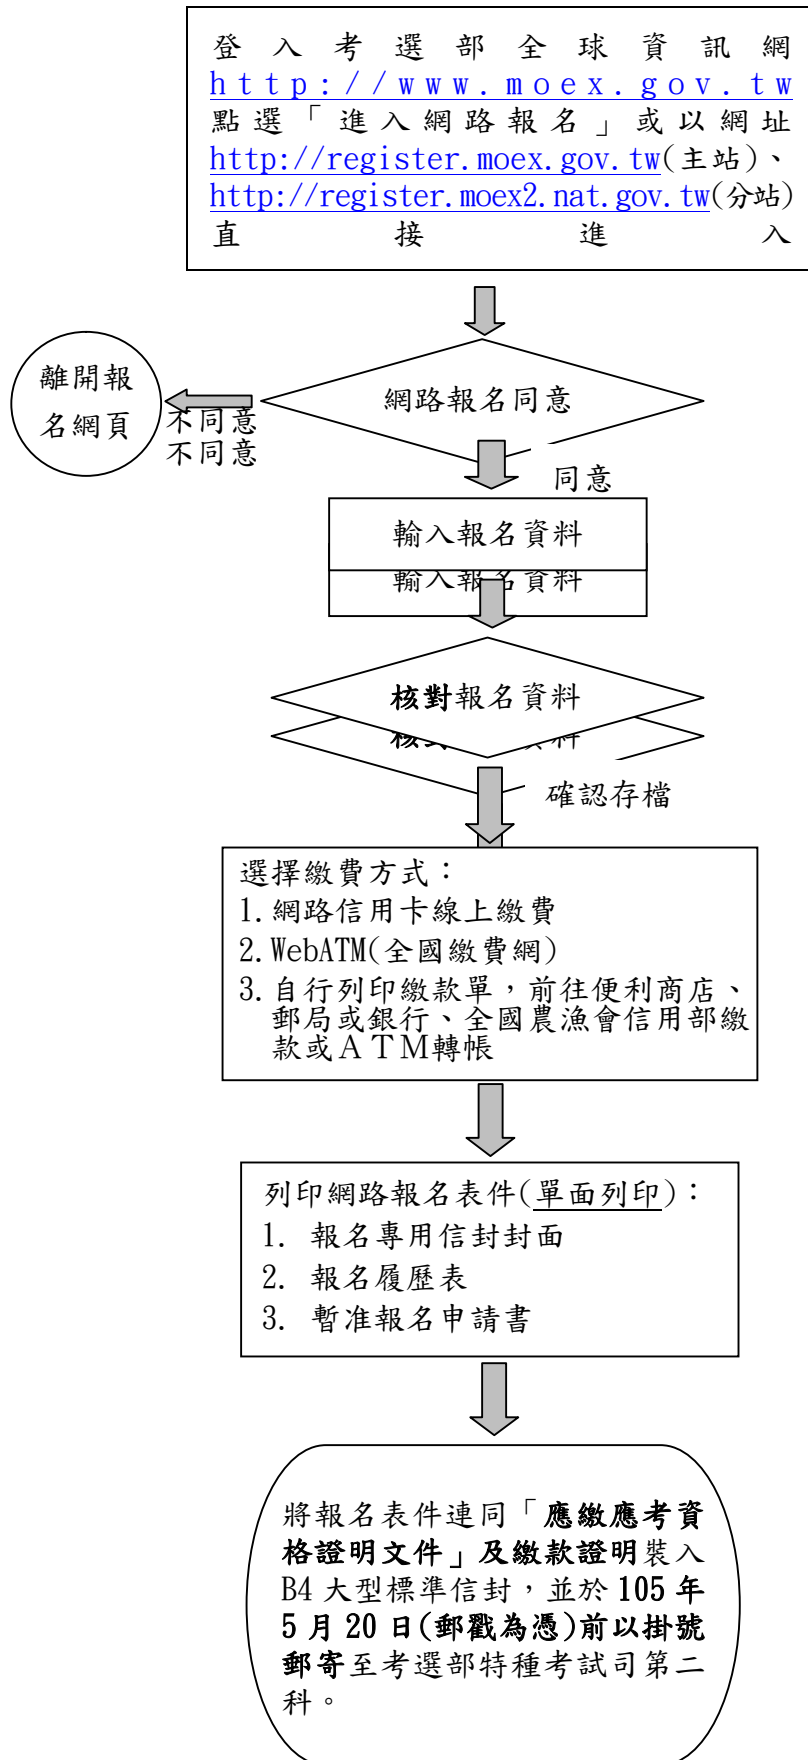 登入考選部全球資訊網
http://www.moex.gov.tw
點選「進入網路報名」或以網址
http://register.moex.gov.tw(主站)、
http://register.moex2.nat.gov.tw(分站)
直接進入
離開報
名網頁
網路報名同意
不同意
不同意
同意
輸入報名資料
輸入報名資料
核對報名資料
核對報名資料
確認存檔
選擇繳費方式：
1.網路信用卡線上繳費
2.WebATM(全國繳費網)
3.自行列印繳款單，前往便利商店、
郵局或銀行、全國農漁會信用部繳
款或ＡＴＭ轉帳
列印網路報名表件(單面列印)：
1. 報名專用信封封面
2. 報名履歷表
3. 暫准報名申請書
將報名表件連同「應繳應考資
格證明文件」及繳款證明裝入
B4 大型標準信封，並於 105 年
5 月 20 日(郵戳為憑)前以掛號
郵寄至考選部特種考試司第二
科。